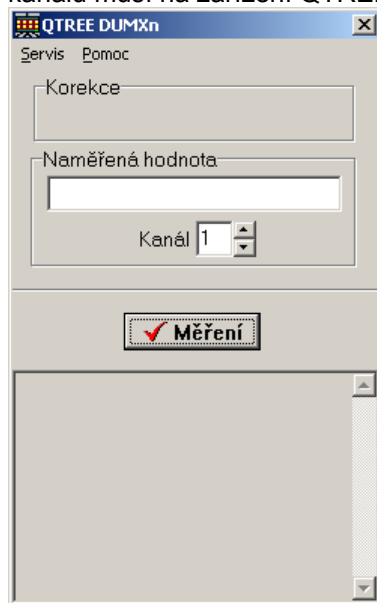 QTREE DUMXn
Servis Pomoc
Korekce
Naměřená hodnota
Kanál 1
Měření